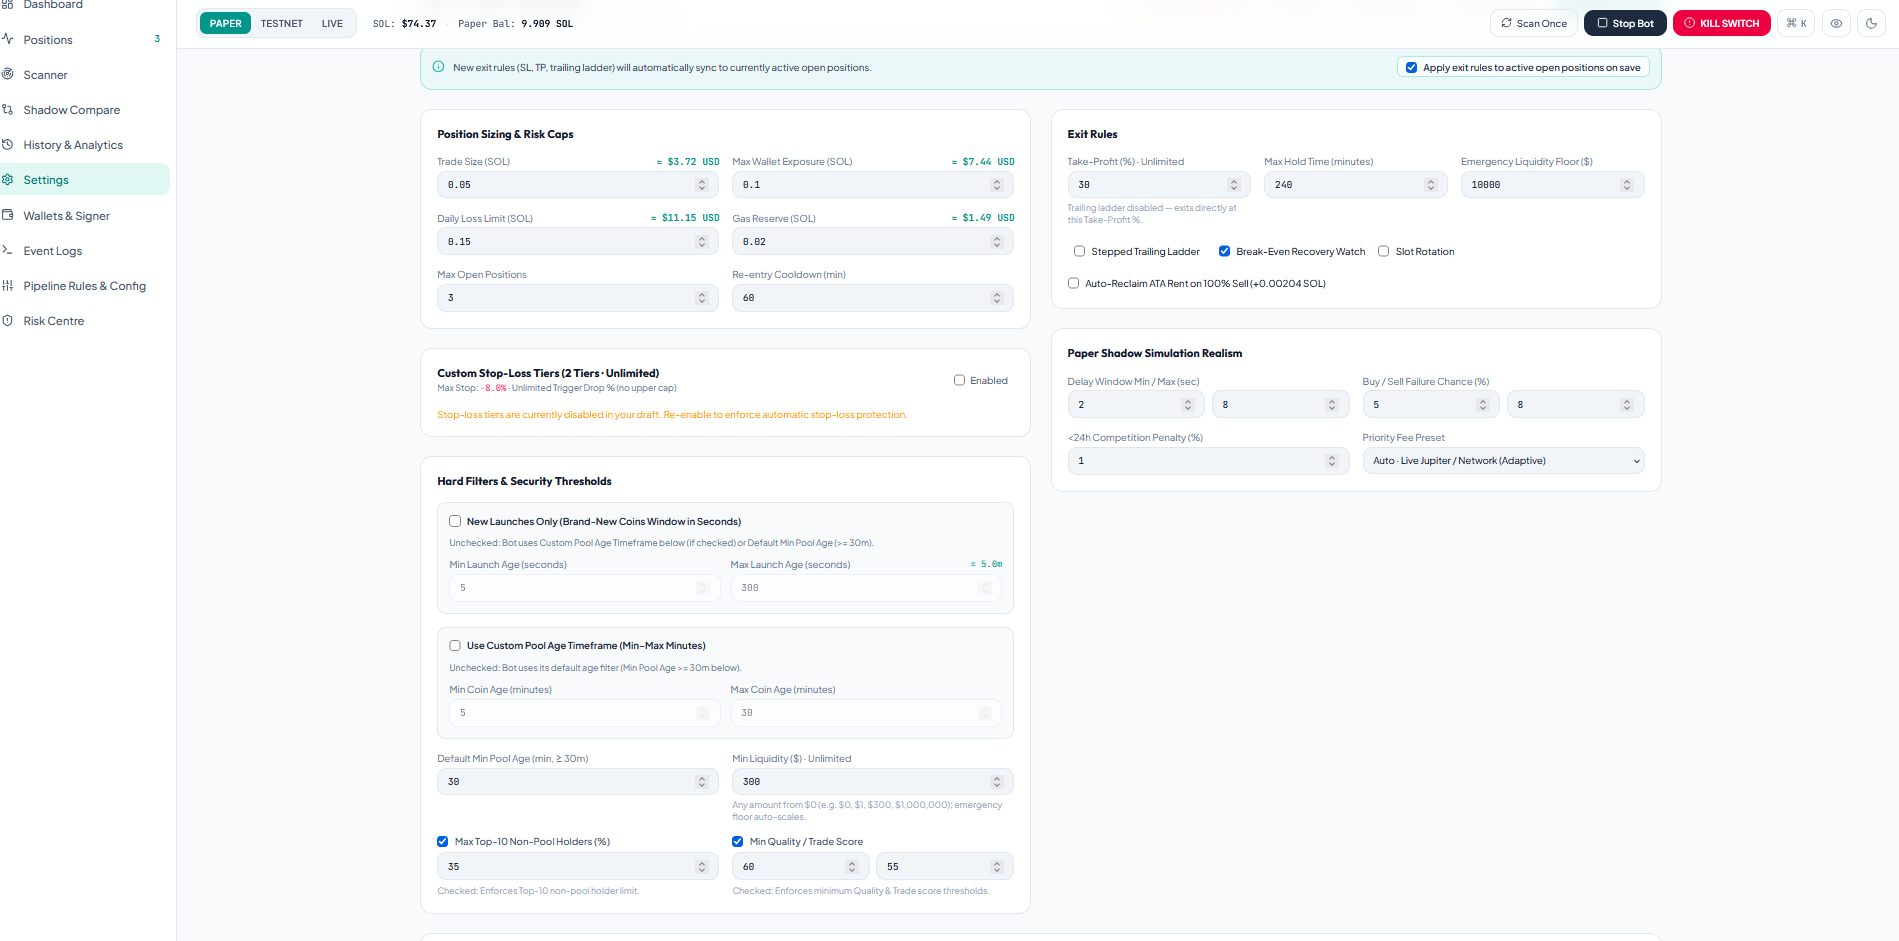 Dashboard
Positions 3
Scanner
Shadow Compare
History & Analytics
Settings
Wallets & Signer
Event Logs
Pipeline Rules & Config
Risk Centre
PAPER TESTNET LIVE SOL: $74.37 · Paper Bal: 9.909 SOL
Scan Once Stop Bot KILL SWITCH ⌘ K
New exit rules (SL, TP, trailing ladder) will automatically sync to currently active open positions.
Apply exit rules to active open positions on save
Position Sizing & Risk Caps
Trade Size (SOL) ≈ $3.72 USD Max Wallet Exposure (SOL) ≈ $7.44 USD
0.05 0.1
Daily Loss Limit (SOL) ≈ $11.15 USD Gas Reserve (SOL) ≈ $1.49 USD
0.15 0.02
Max Open Positions Re-entry Cooldown (min)
3 60
Custom Stop-Loss Tiers (2 Tiers · Unlimited)
Max Stop: -8.0% · Unlimited Trigger Drop % (no upper cap)
Enabled
Stop-loss tiers are currently disabled in your draft. Re-enable to enforce automatic stop-loss protection.
Hard Filters & Security Thresholds
New Launches Only (Brand-New Coins Window in Seconds)
Unchecked: Bot uses Custom Pool Age Timeframe below (if checked) or Default Min Pool Age (>= 30m).
Min Launch Age (seconds) Max Launch Age (seconds) = 5.0m
5 300
Use Custom Pool Age Timeframe (Min–Max Minutes)
Unchecked: Bot uses its default age filter (Min Pool Age >= 30m below).
Min Coin Age (minutes) Max Coin Age (minutes)
5 30
Default Min Pool Age (min, ≥ 30m) Min Liquidity ($) · Unlimited
30 300
Any amount from $0 (e.g. $0, $1, $300, $1,000,000); emergency
floor auto-scales.
Max Top-10 Non-Pool Holders (%) Min Quality / Trade Score
35 60 55
Checked: Enforces Top-10 non-pool holder limit. Checked: Enforces minimum Quality & Trade score thresholds.
Exit Rules
Take-Profit (%) · Unlimited Max Hold Time (minutes) Emergency Liquidity Floor ($)
30 240 10000
Trailing ladder disabled — exits directly at
this Take-Profit %.
Stepped Trailing Ladder Break-Even Recovery Watch Slot Rotation
Auto-Reclaim ATA Rent on 100% Sell (+0.00204 SOL)
Paper Shadow Simulation Realism
Delay Window Min / Max (sec) Buy / Sell Failure Chance (%)
2 8 5 8
<24h Competition Penalty (%) Priority Fee Preset
1 Auto · Live Jupiter / Network (Adaptive)